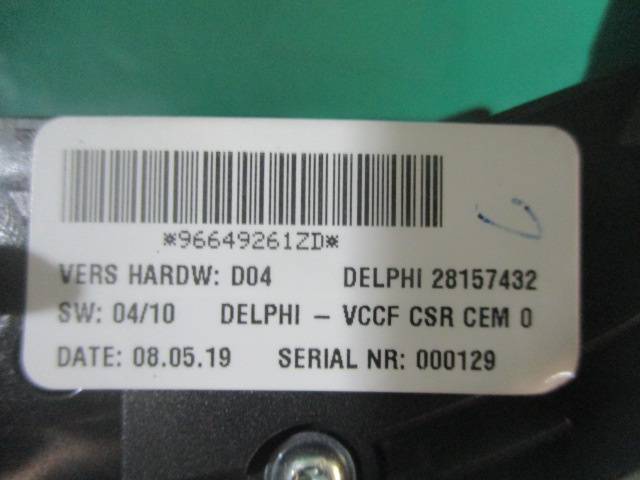 *96649261ZD*
VERS HARDW: D04 DELPHI 28157432
SW: 04/10 DELPHI – VCCF CSR CEM 0
DATE: 08.05.19 SERIAL NR: 000129